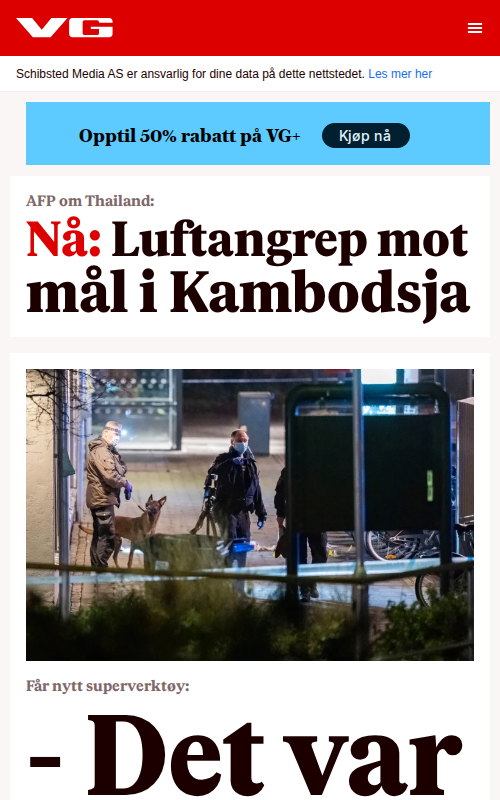 VG
Schibsted Media AS er ansvarlig for dine data på dette nettstedet. Les mer her
Opptil 50% rabatt på VG+
Kjøp nå
AFP om Thailand:
Nå: Luftangrep mot
mål i Kambodsja
Får nytt superverktøy:
- Det var